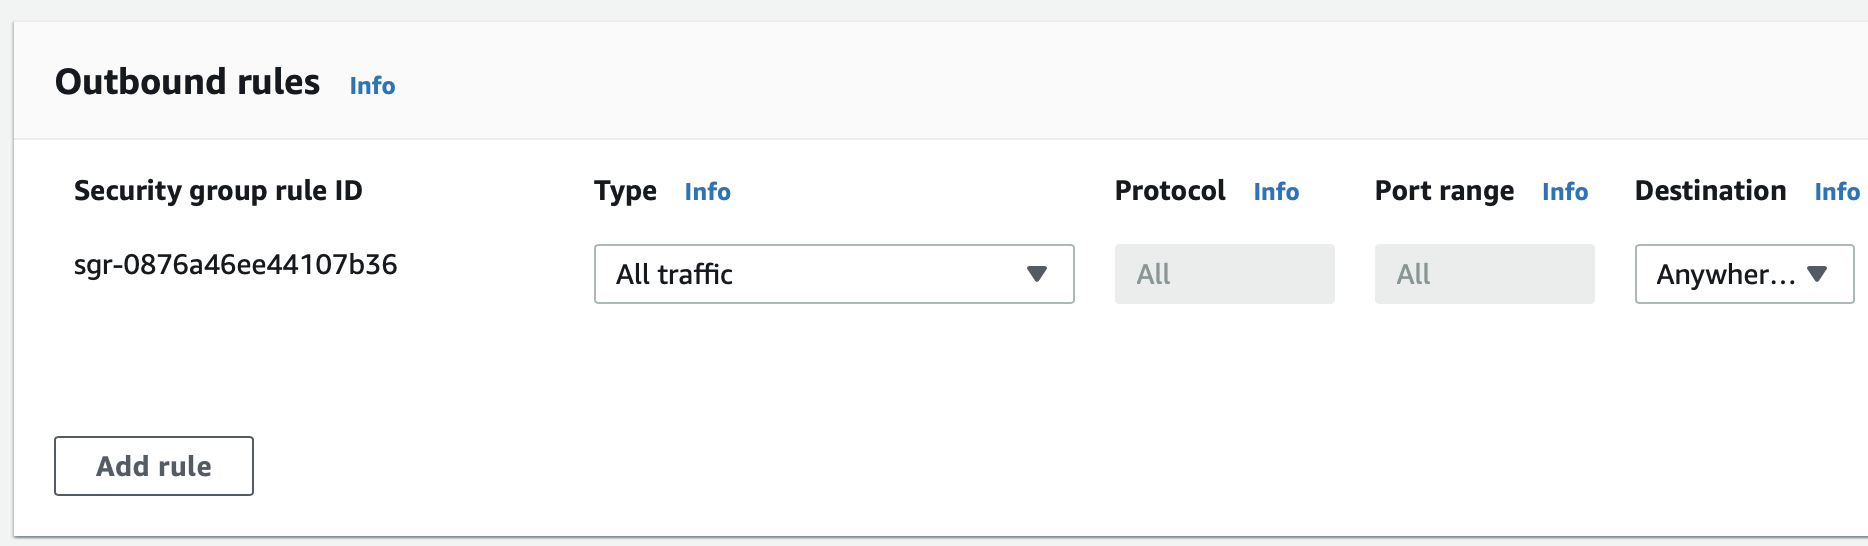 Outbound rules Info
Security group rule ID Type Info Protocol Info Port range Info Destination Info
sgr-0876a46ee44107b36 All traffic All All Anywher...
Add rule